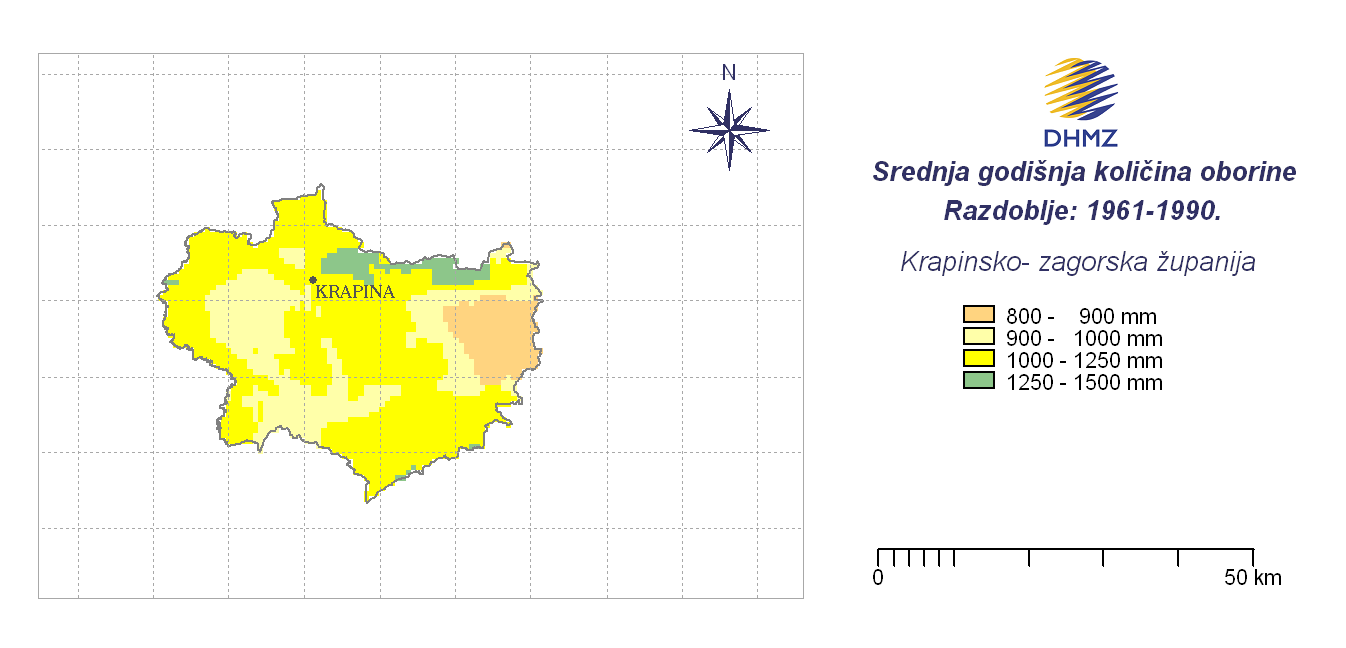 N
KRAPINA
DHMZ
Srednja godišnja količina oborine
Razdoblje: 1961-1990.
Krapinsko- zagorska županija
800 - 900 mm
900 - 1000 mm
1000 - 1250 mm
1250 - 1500 mm
0 50 km